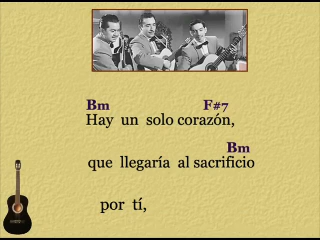 Bm F#7
Hay un solo corazón,
Bm
que llegaría al sacrificio
por tí,